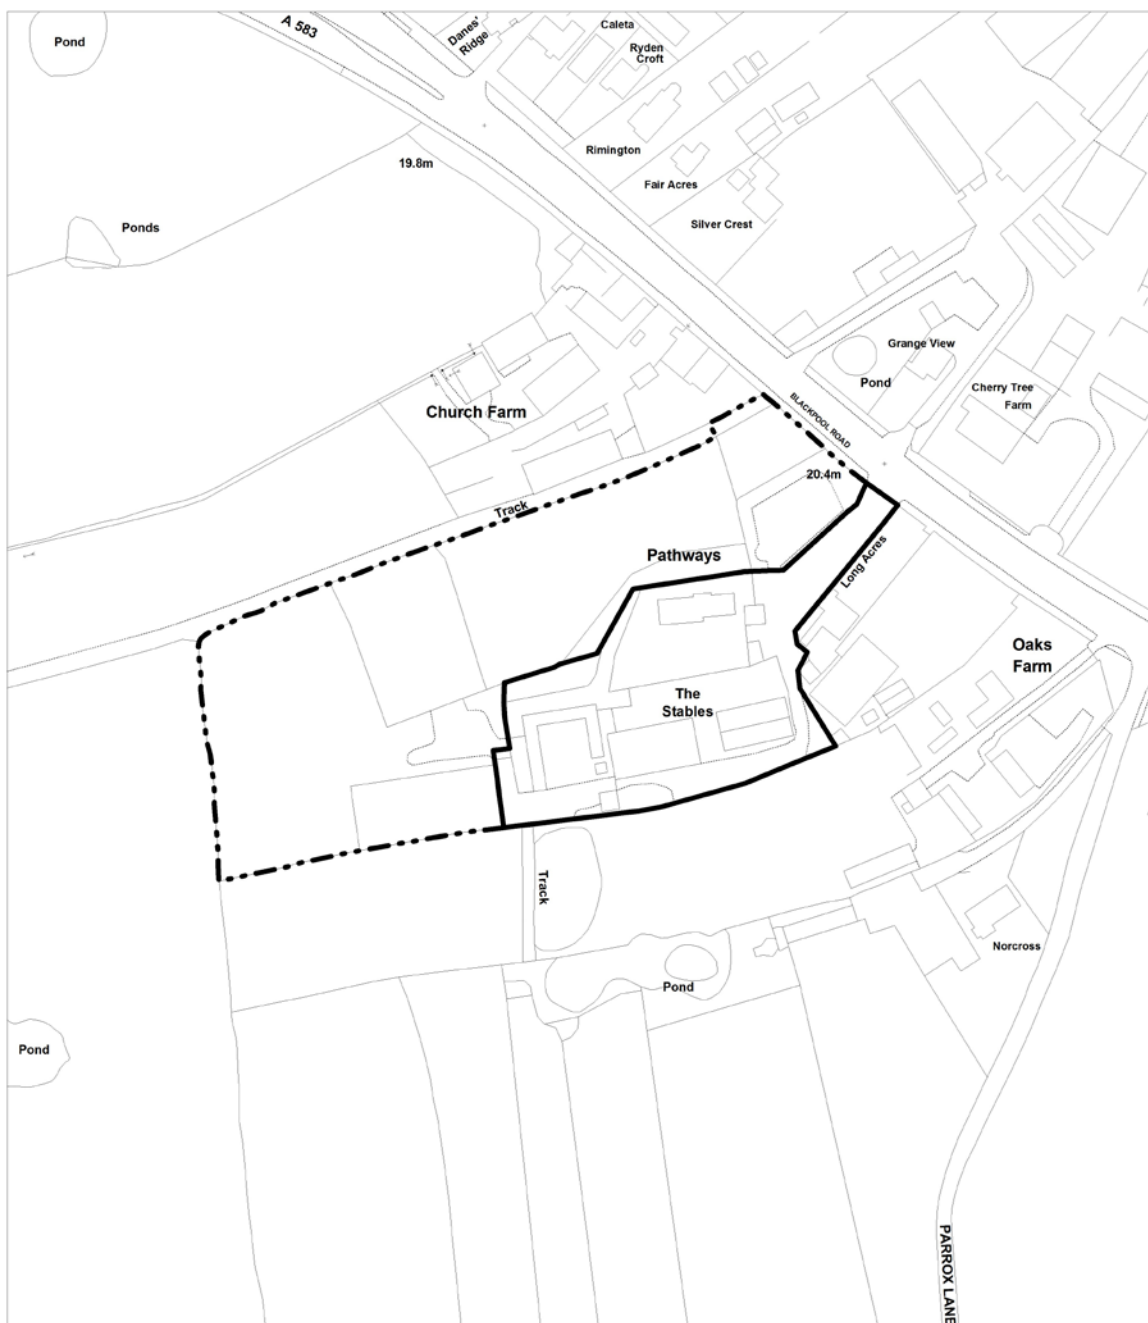 A 583
Danes'
Ridge
Caleta
Pond
Ryden
Croft
Rimington
19.8m
Fair Acres
Silver Crest
Ponds
Grange View
Pond
Cherry Tree
Farm
BLACKPOOL ROAD
Church Farm
20.4m
Track
Pathways
Long Acres
Oaks
Farm
The
Stables
Track
Norcross
Pond
Pond
PARROX LANE